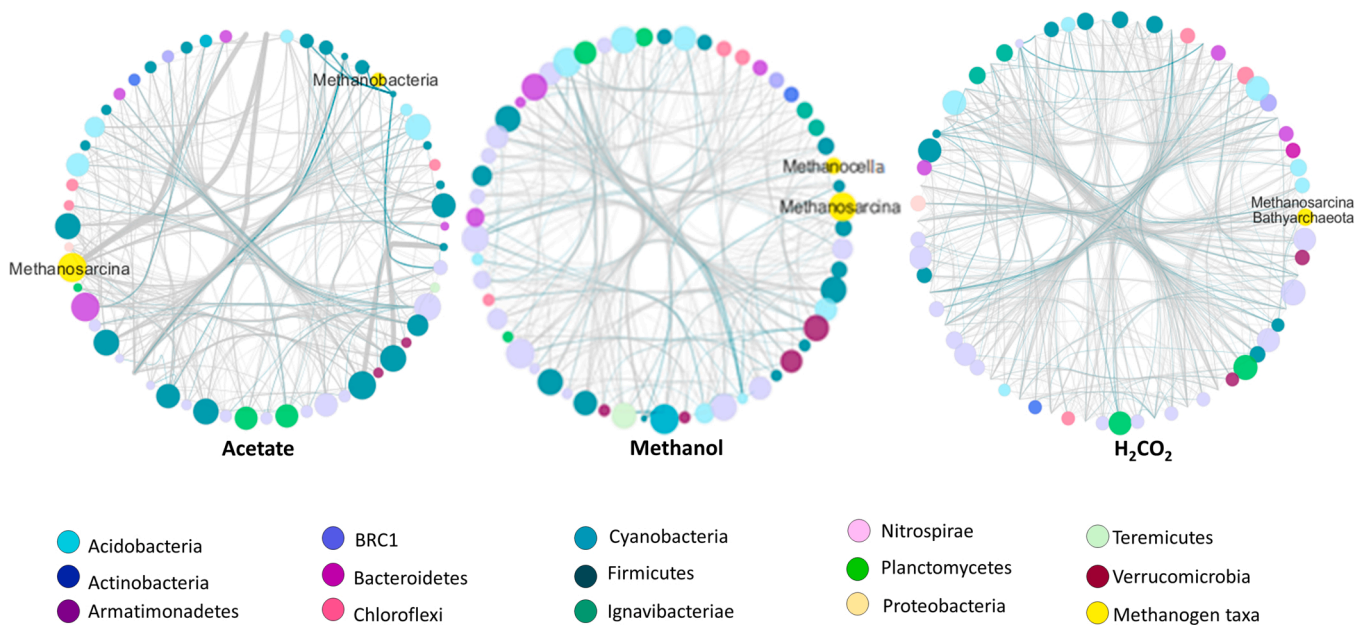 Methanobacteria
Methanosarcina
Acetate
Methanocella
Methanosarcina
Methanol
Methanosarcina
Bathyarchaeota
H₂CO₂
Acidobacteria
Actinobacteria
Armatimonadetes
BRC1
Bacteroidetes
Chloroflexi
Cyanobacteria
Firmicutes
Ignavibacteriae
Nitrospirae
Planctomycetes
Proteobacteria
Teremicutes
Verrucomicrobia
Methanogen taxa